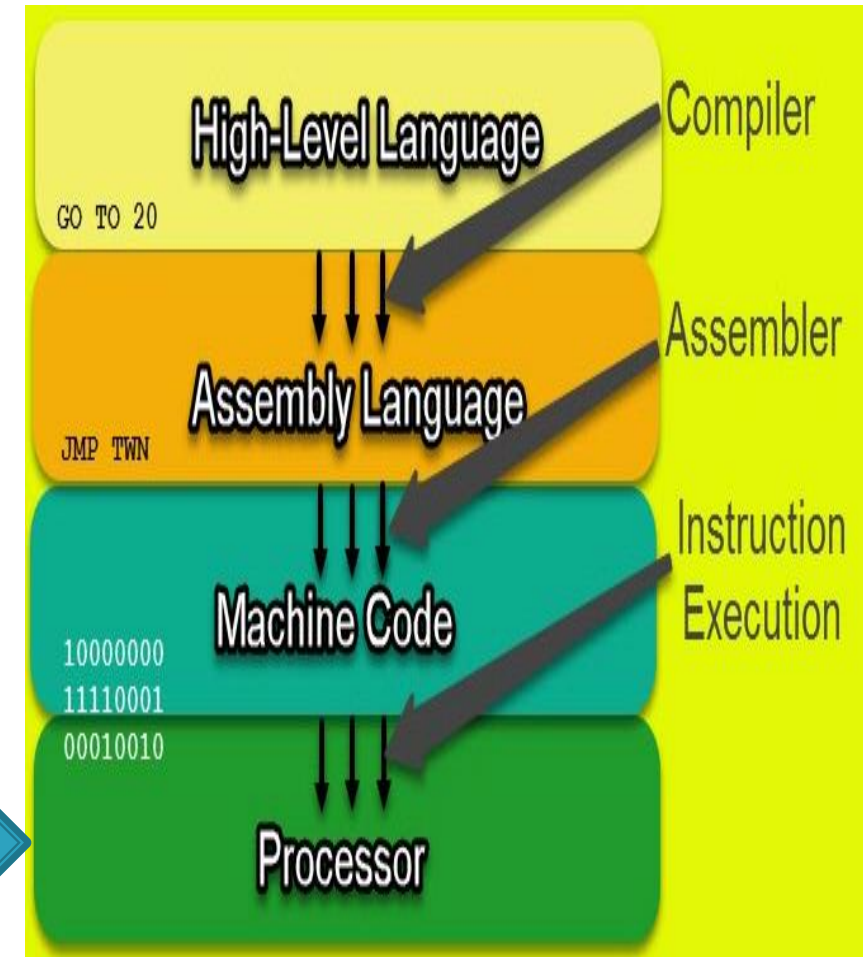 High-Level Language
GO TO 20
Compiler
Assembly Language
JMP TWN
Assembler
Machine Code
10000000
11110001
00010010
Instruction
Execution
Processor